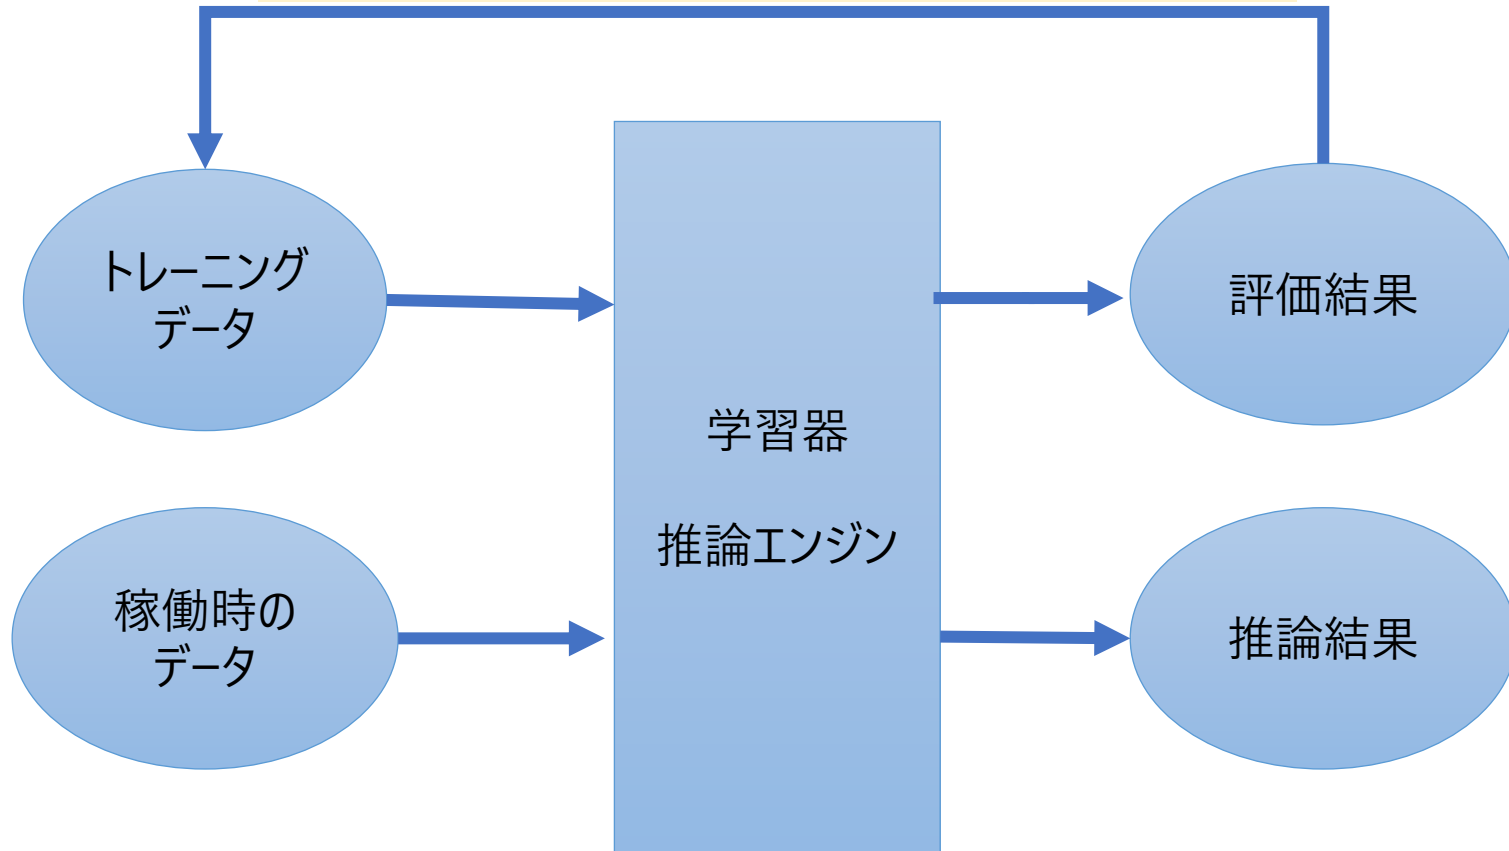 トレーニング
データ
評価結果
学習器
推論エンジン
稼働時の
データ
推論結果